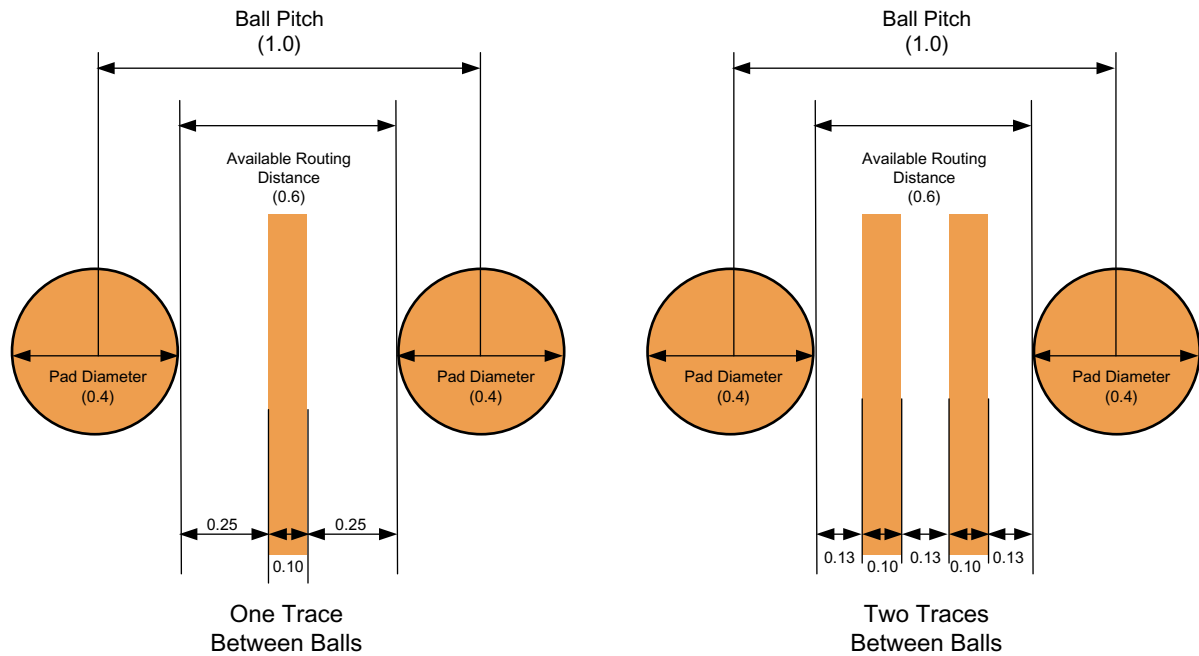 Ball Pitch
(1.0)
Available Routing
Distance
(0.6)
Pad Diameter
(0.4)
Pad Diameter
(0.4)
0.25
0.25
0.10
One Trace
Between Balls
Ball Pitch
(1.0)
Available Routing
Distance
(0.6)
Pad Diameter
(0.4)
Pad Diameter
(0.4)
0.13
0.10
0.13
0.10
0.13
Two Traces
Between Balls